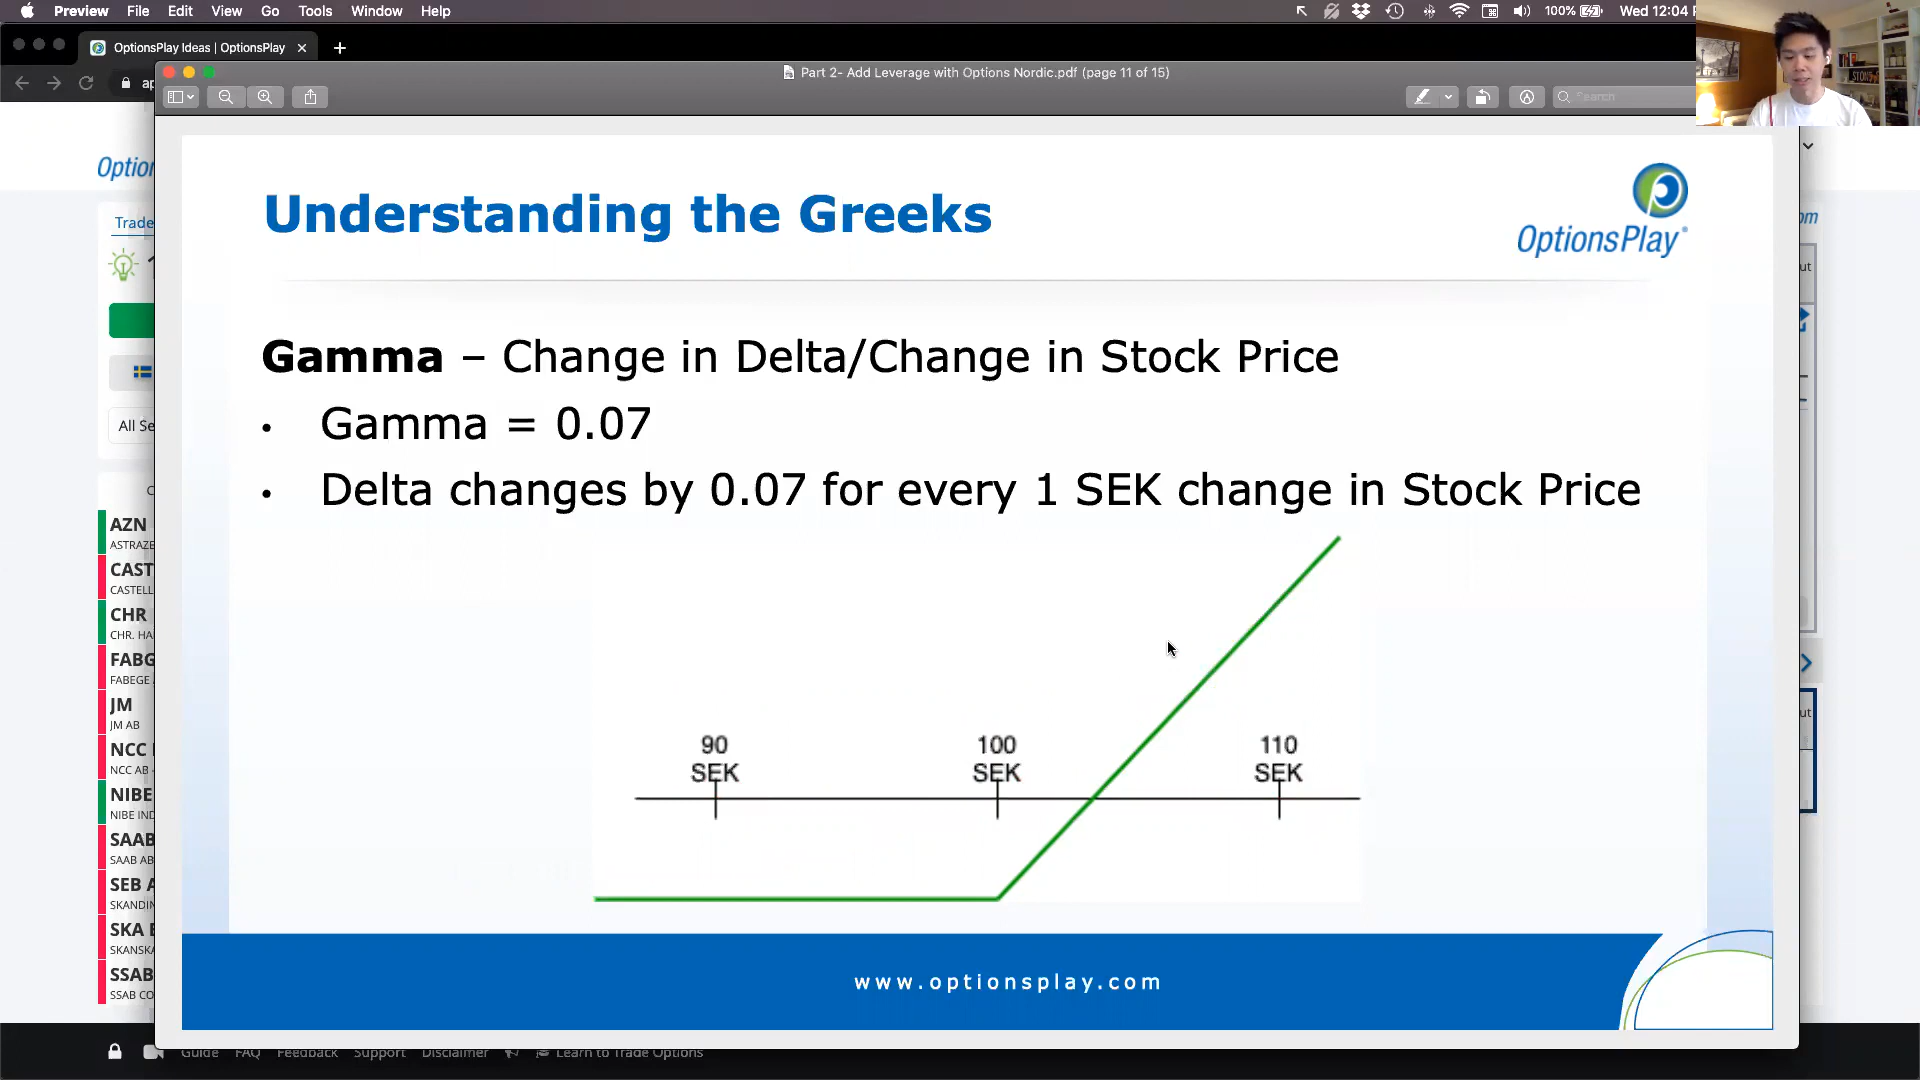 Preview File Edit View Go Tools Window Help
100% Wed 12:04
OptionsPlay Ideas | OptionsPlay
Part 2- Add Leverage with Options Nordic.pdf (page 11 of 15)
Search
Understanding the Greeks
OptionsPlay
Trade
Gamma – Change in Delta/Change in Stock Price
• Gamma = 0.07
• Delta changes by 0.07 for every 1 SEK change in Stock Price
All Se
AZN
ASTRAZE
CAST
CASTELL
CHR
CHR. HA
FABG
FABEGE
JM
JM AB
NCC
NCC AB
NIBE
NIBE IND
SAAB
SAAB AB
SEB A
SKANDIN
SKA
SKANSKA
SSAB
SSAB CO
90 SEK
100 SEK
110 SEK
www.optionsplay.com
Guide FAQ Feedback Support Disclaimer Learn to Trade Options